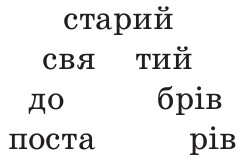 старий
свя тий
до брів
поста рів